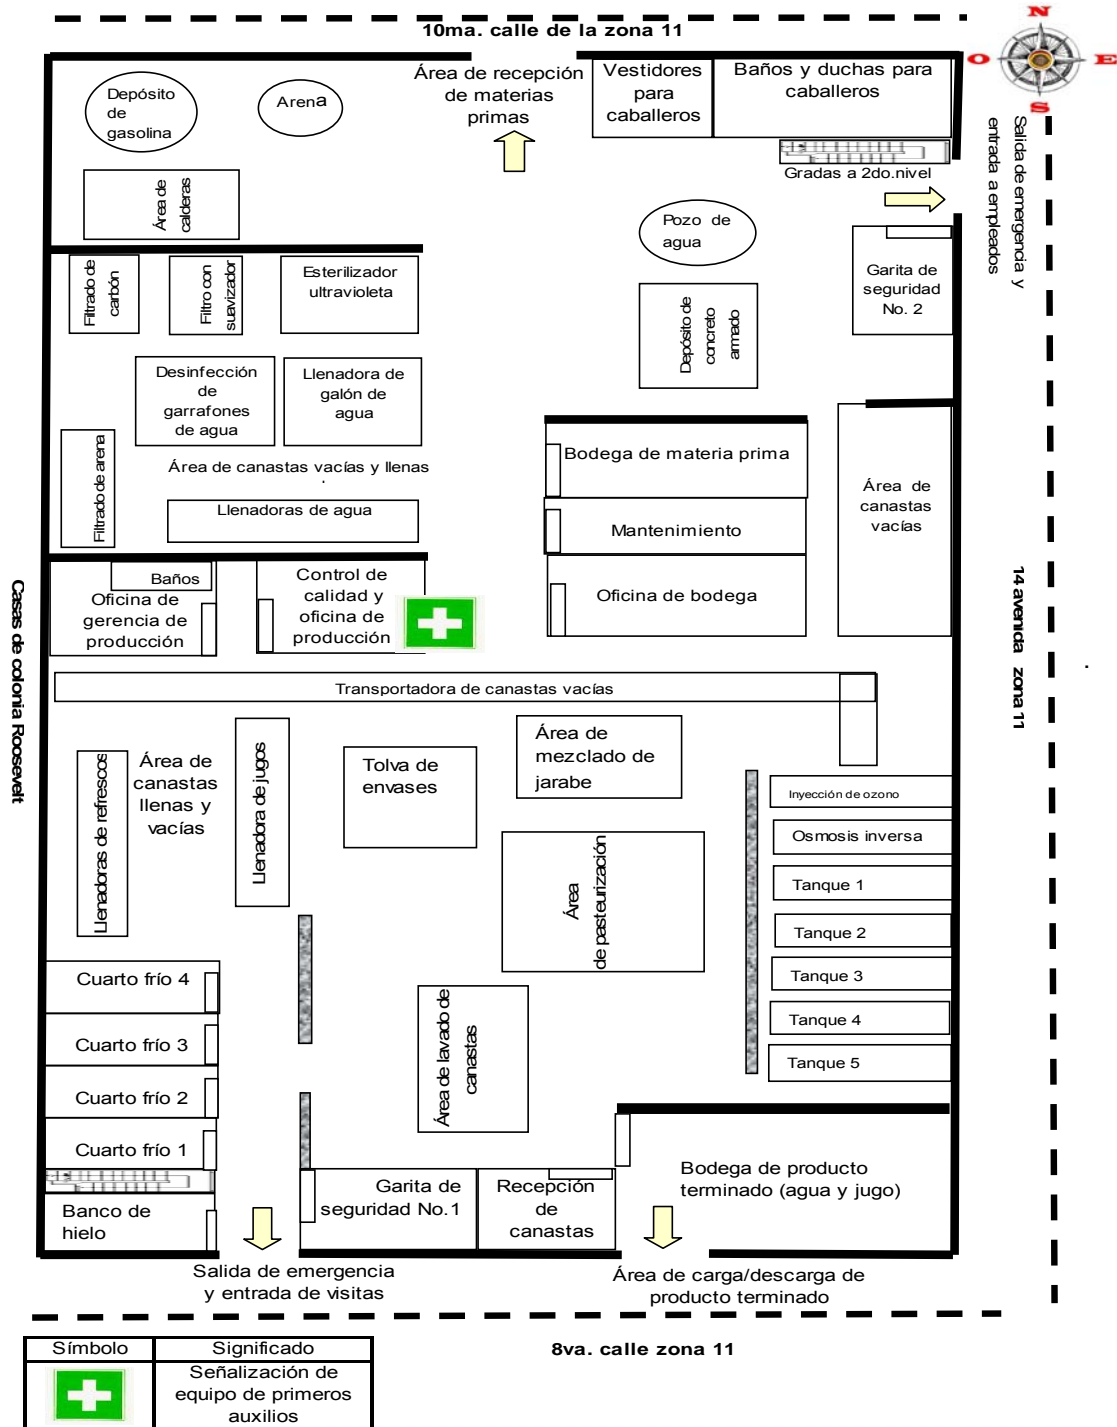 10ma. calle de la zona 11
N
O
E
S
Depósito
de
gasolina
Arena
Área de recepción
de materias
primas
Vestidores
para
caballeros
Baños y duchas para
caballeros
Gradas a 2do.nivel
Salida de emergencia y
entrada a empleados
Área de
calderas
Pozo de
agua
Garita de
seguridad
No. 2
Filtrado de
carbón
Filtro con
suavizador
Esterilizador
ultravioleta
Depósito de
concreto
armado
Desinfección
de
garrafones
de agua
Llenadora de
galón de
agua
Filtrado de arena
Área de canastas vacías y llenas
Llenadoras de agua
Bodega de materia prima
Mantenimiento
Oficina de bodega
Área de
canastas
vacías
Baños
Oficina de
gerencia de
producción
Control de
calidad y
oficina de
producción
Casas de colonia Roosevelt
14 avenida zona 11
Transportadora de canastas vacías
Llenadoras de refrescos
Área de
canastas
llenas y
vacías
Llenadora de jugos
Tolva de
envases
Área de
mezclado de
jarabe
Área
de pasteurización
Inyección de ozono
Osmosis inversa
Tanque 1
Tanque 2
Tanque 3
Tanque 4
Tanque 5
Cuarto frío 4
Cuarto frío 3
Cuarto frío 2
Cuarto frío 1
Área de lavado de
canastas
Banco de
hielo
Garita de
seguridad No.1
Recepción
de
canastas
Bodega de producto
terminado (agua y jugo)
Salida de emergencia
y entrada de visitas
Área de carga/descarga de
producto terminado
8va. calle zona 11
Símbolo
Significado
Señalización de
equipo de primeros
auxilios